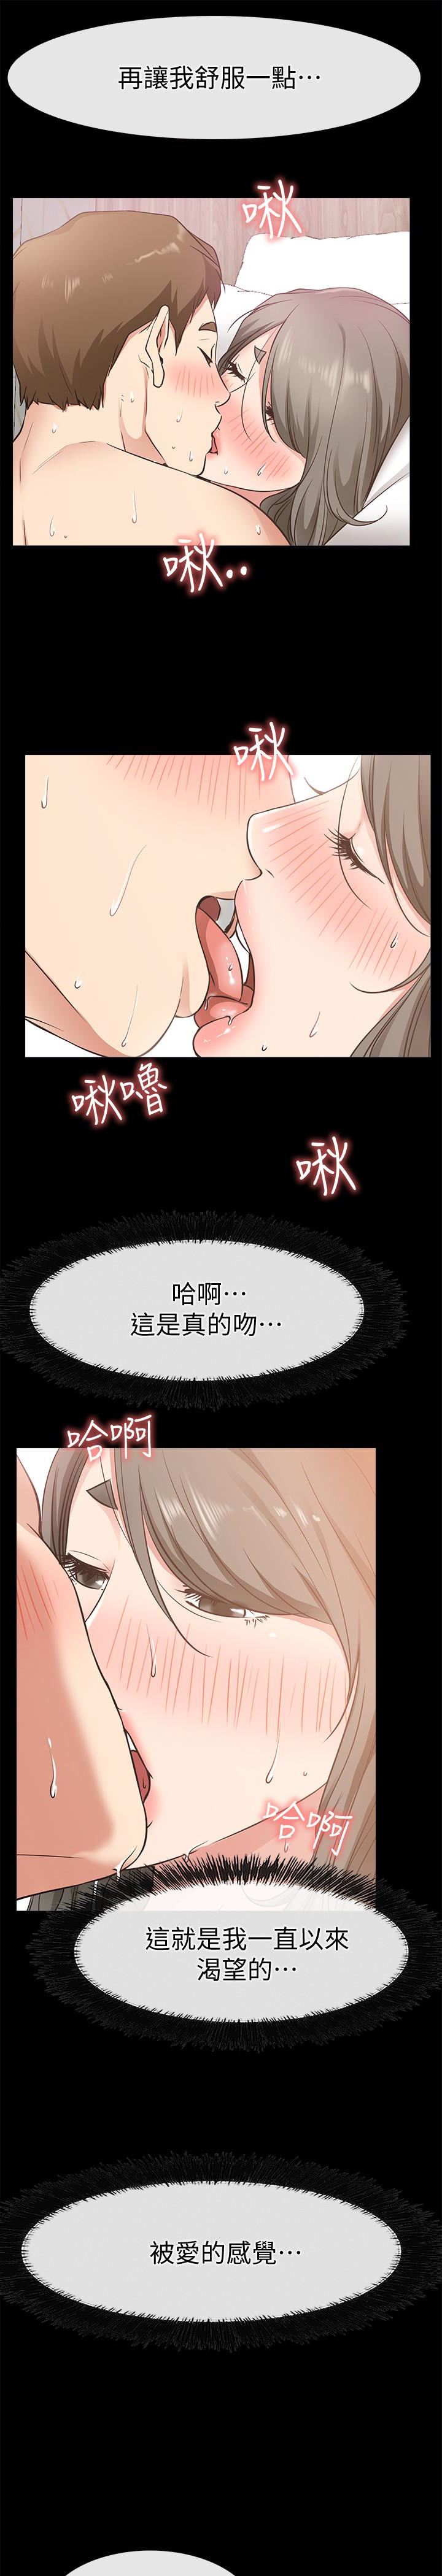 再讓我舒服一點⋯
啾
啾..
啾
啾嚕
啾
哈啊⋯
這是真的吻⋯
哈啊
哈啊
這就是我一直以來
渴望的⋯
被愛的感覺⋯